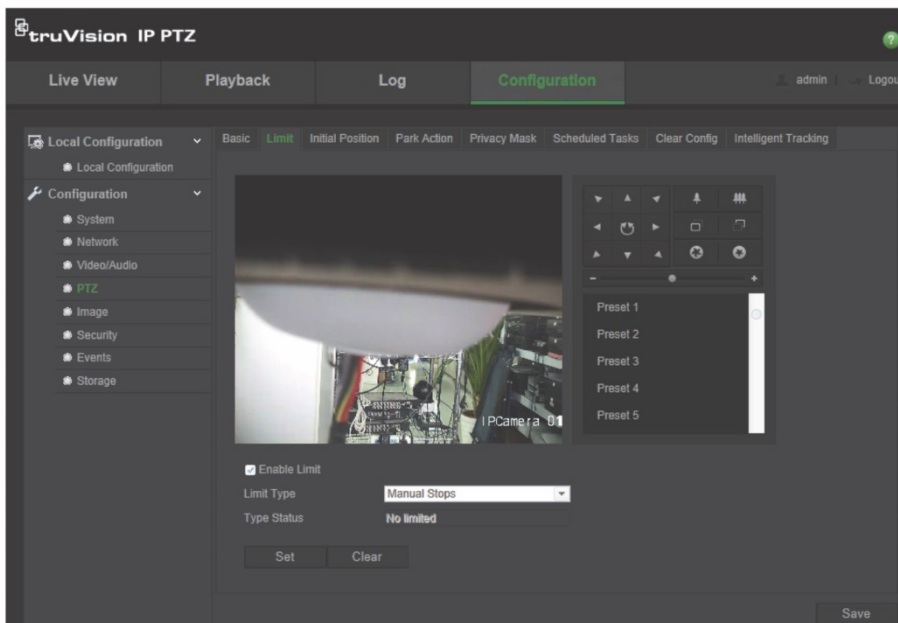 truVision IP PTZ
?
Live View Playback Log Configuration admin Logou
Local Configuration
Local Configuration
Configuration
System
Network
Video/Audio
PTZ
Image
Security
Events
Storage
Basic Limit Initial Position Park Action Privacy Mask Scheduled Tasks Clear Config Intelligent Tracking
IPCamera 01
Preset 1
Preset 2
Preset 3
Preset 4
Preset 5
Enable Limit
Limit Type Manual Stops
Type Status No limited
Set Clear
Save